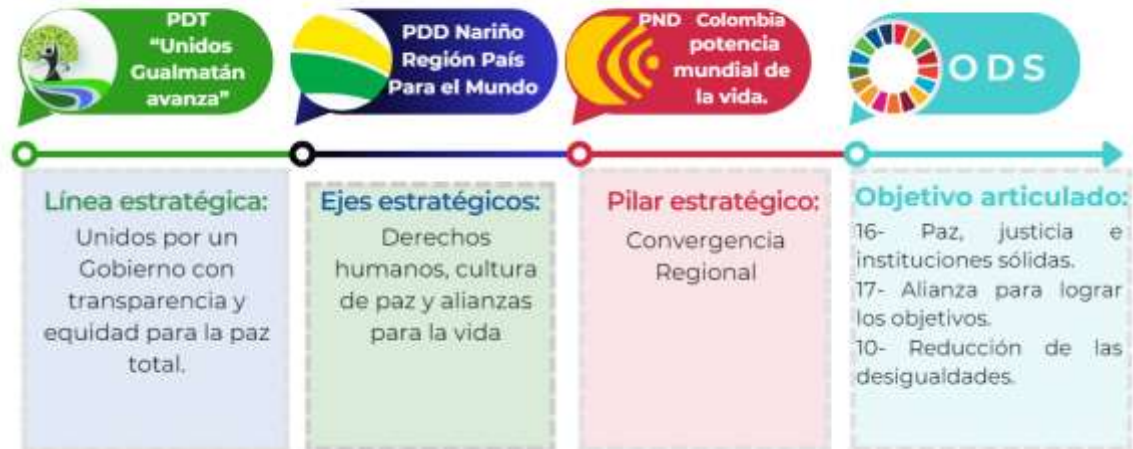 PDT
“Unidos
Gualmatán
avanza”
PDD Nariño
Región País
Para el Mundo
PND Colombia
potencia
mundial de
la vida.
ODS
Línea estratégica:
Unidos por un
Gobierno con
transparencia y
equidad para la paz
total.
Ejes estratégicos:
Derechos
humanos, cultura
de paz y alianzas
para la vida
Pilar estratégico:
Convergencia
Regional
Objetivo articulado:
16- Paz, justicia e
instituciones sólidas.
17- Alianza para lograr
los objetivos.
10- Reducción de las
desigualdades.